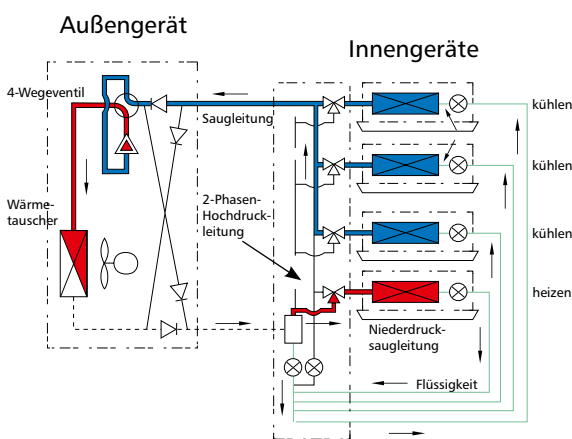 Außengerät
Innengeräte
4-Wegeventil
Saugleitung
kühlen
kühlen
Wärme-
tauscher
2-Phasen-
Hochdruck-
leitung
kühlen
heizen
Niederdruck-
saugleitung
Flüssigkeit